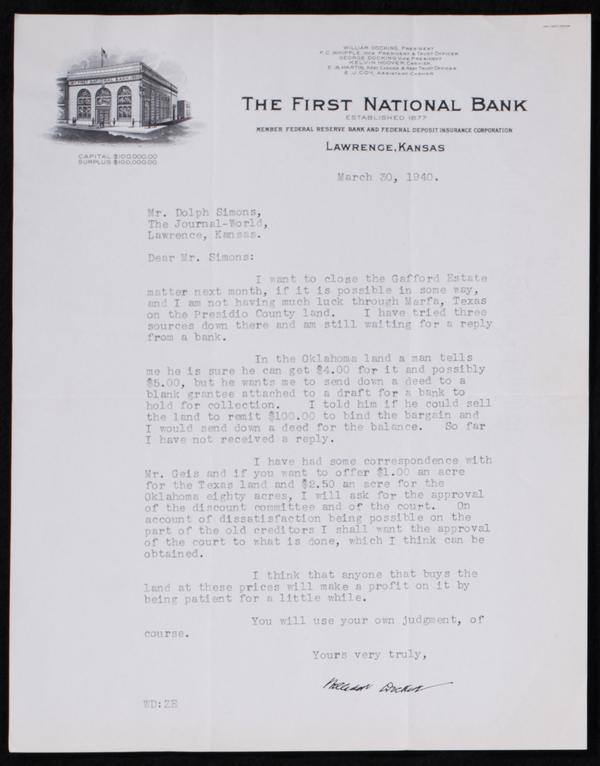 FIRST NATIONAL BANK
CAPITAL $100,000.00
SURPLUS $100,000.00
WILLIAM DOCKING, PRESIDENT
F.C. WHIPPLE, VICE PRESIDENT & TRUST OFFICER
GEORGE DOCKING, VICE PRESIDENT
KELVIN HOOVER, CASHIER
E. B. MARTIN, ASST CASHIER & ASST TRUST OFFICER
E. J. COY, ASSISTANT CASHIER
THE FIRST NATIONAL BANK
ESTABLISHED 1877
MEMBER FEDERAL RESERVE BANK AND FEDERAL DEPOSIT INSURANCE CORPORATION
LAWRENCE, KANSAS
March 30, 1940.
Mr. Dolph Simons,
The Journal-World,
Lawrence, Kansas.
Dear Mr. Simons:
I want to close the Gafford Estate
matter next month, if it is possible in some way,
and I am not having much luck through Marfa, Texas
on the Presidio County land. I have tried three
sources down there and am still waiting for a reply
from a bank.
In the Oklahoma land a man tells
me he is sure he can get $4.00 for it and possibly
$5.00, but he wants me to send down a deed to a
blank grantee attached to a draft for a bank to
hold for collection. I told him if he could sell
the land to remit $100.00 to bind the bargain and
I would send down a deed for the balance. So far
I have not received a reply.
I have had some correspondence with
Mr. Geis and if you want to offer $1.00 an acre
for the Texas land and $2.50 an acre for the
Oklahoma eighty acres, I will ask for the approval
of the discount committee and of the court. On
account of dissatisfaction being possible on the
part of the old creditors I shall want the approval
of the court to what is done, which I think can be
obtained.
I think that anyone that buys the
land at these prices will make a profit on it by
being patient for a little while.
You will use your own judgment, of
course.
Yours very truly,
William Docking
WD:ZE